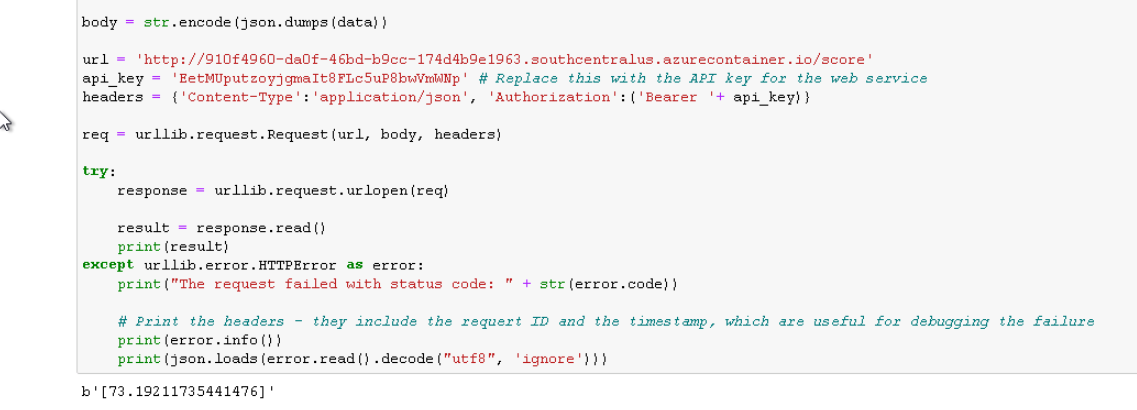 body = str.encode(json.dumps(data))
url = 'http://910f4960-da0f-46bd-b9cc-174d4b9e1963.southcentralus.azurecontainer.io/score'
api_key = 'EetMUputzoyjgmaIt8FLc5uP8bwVmWNp' # Replace this with the API key for the web service
headers = {'Content-Type':'application/json', 'Authorization':('Bearer '+ api_key)}
req = urllib.request.Request(url, body, headers)
try:
    response = urllib.request.urlopen(req)
    result = response.read()
    print(result)
except urllib.error.HTTPError as error:
    print("The request failed with status code: " + str(error.code))
    # Print the headers - they include the requert ID and the timestamp, which are useful for debugging the failure
    print(error.info())
    print(json.loads(error.read().decode("utf8", 'ignore')))
b'[73.19211735441476]'